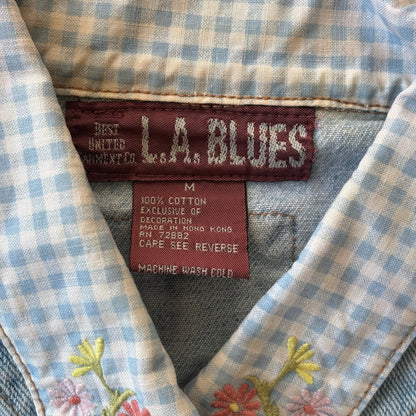 BEST
UNITED
GARMENT CO.
L.A. BLUES
M
100% COTTON
EXCLUSIVE OF
DECORATION
MADE IN HONG KONG
RN 72882
CARE SEE REVERSE
MACHINE WASH COLD